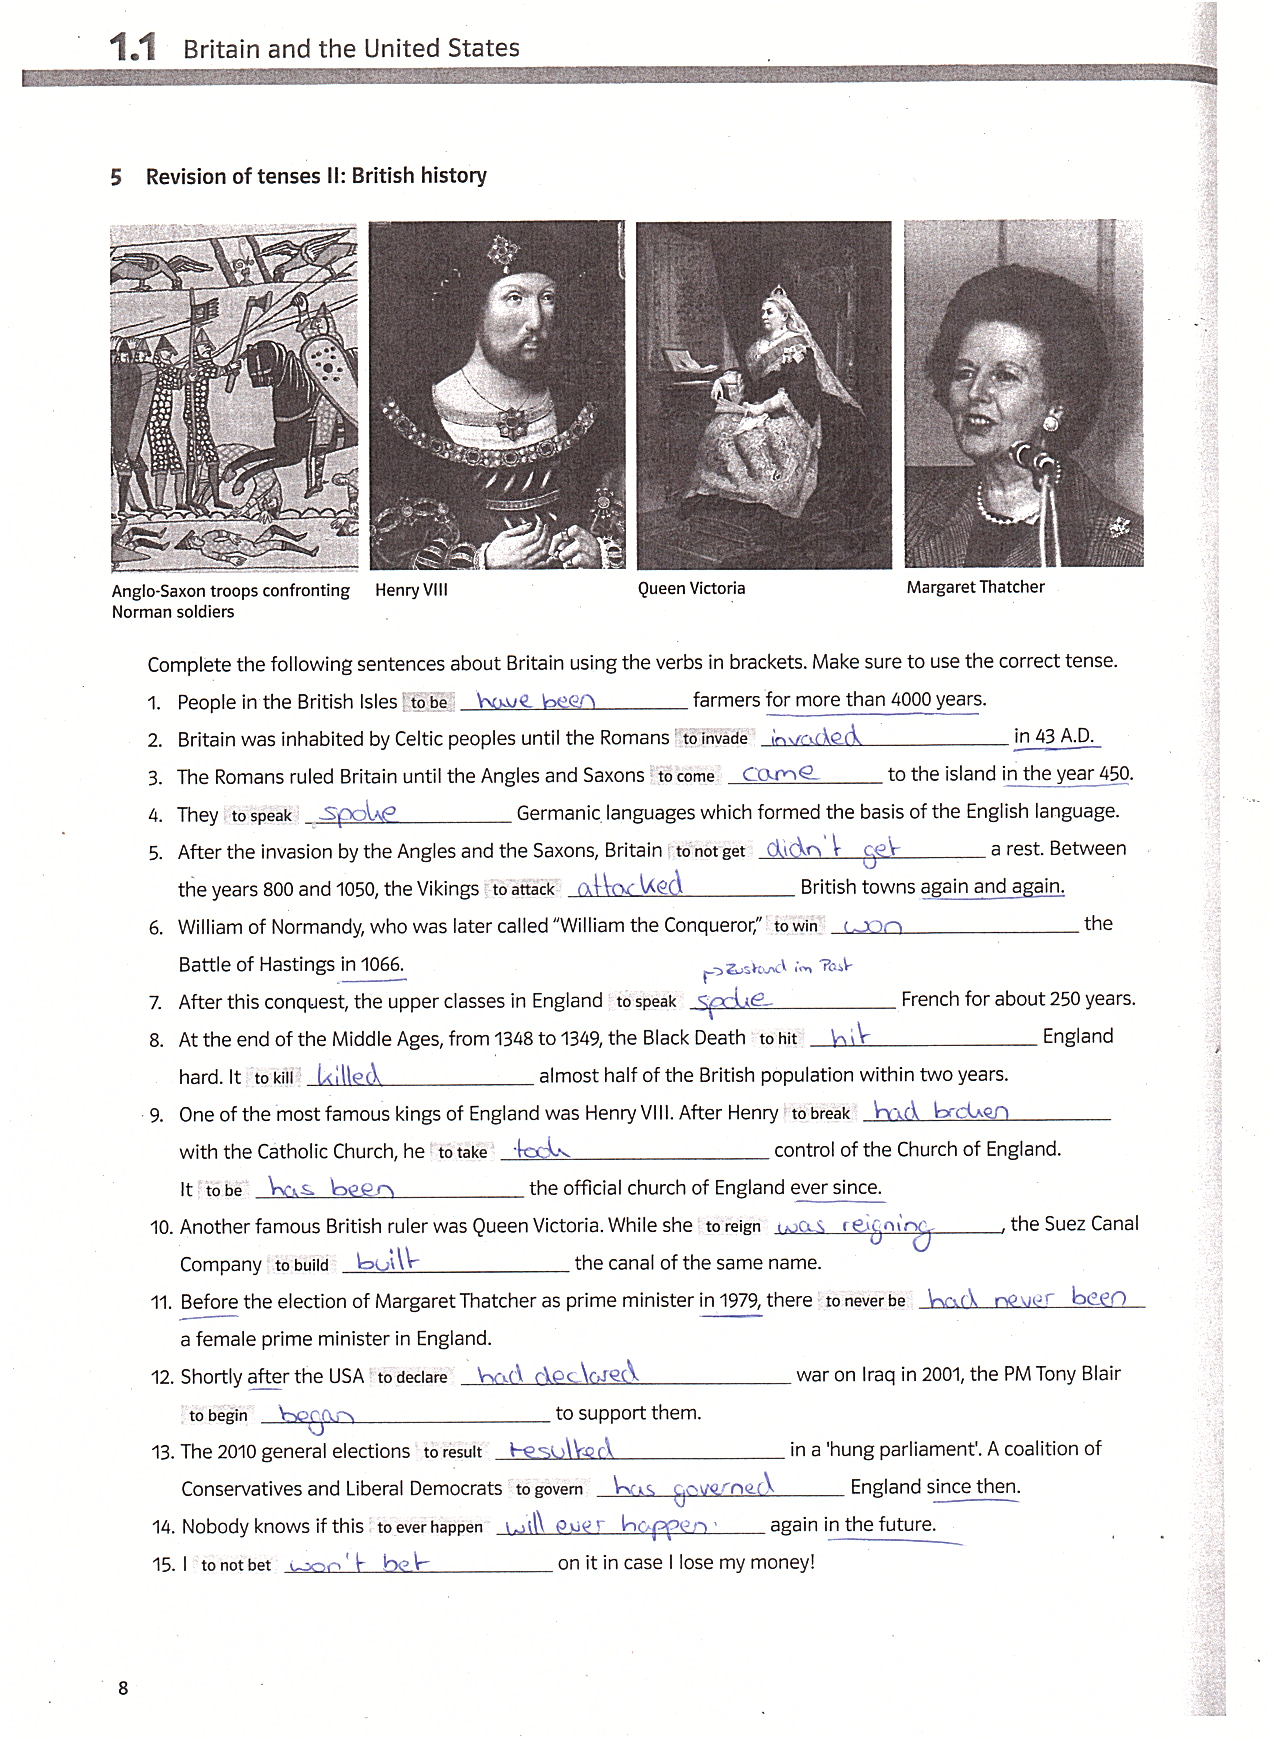 1.1 Britain and the United States
5 Revision of tenses II: British history
Anglo-Saxon troops confronting Norman soldiers
Henry VIII
Queen Victoria
Margaret Thatcher
Complete the following sentences about Britain using the verbs in brackets. Make sure to use the correct tense.
1. People in the British Isles to be have been farmers for more than 4000 years.
2. Britain was inhabited by Celtic peoples until the Romans to invade invaded in 43 A.D.
3. The Romans ruled Britain until the Angles and Saxons to come came to the island in the year 450.
4. They to speak spoke Germanic languages which formed the basis of the English language.
5. After the invasion by the Angles and the Saxons, Britain to not get didn't get a rest. Between
the years 800 and 1050, the Vikings to attack attacked British towns again and again.
6. William of Normandy, who was later called "William the Conqueror," to win won the
Battle of Hastings in 1066.
→ Zustand im Past
7. After this conquest, the upper classes in England to speak spoke French for about 250 years.
8. At the end of the Middle Ages, from 1348 to 1349, the Black Death to hit hit England
hard. It to kill killed almost half of the British population within two years.
9. One of the most famous kings of England was Henry VIII. After Henry to break had broken
with the Catholic Church, he to take took control of the Church of England.
It to be has been the official church of England ever since.
10. Another famous British ruler was Queen Victoria. While she to reign was reigning, the Suez Canal
Company to build built the canal of the same name.
11. Before the election of Margaret Thatcher as prime minister in 1979, there to never be had never been
a female prime minister in England.
12. Shortly after the USA to declare had declared war on Iraq in 2001, the PM Tony Blair
to begin began to support them.
13. The 2010 general elections to result resulted in a 'hung parliament'. A coalition of
Conservatives and Liberal Democrats to govern has governed England since then.
14. Nobody knows if this to ever happen will ever happen again in the future.
15. I to not bet won't bet on it in case I lose my money!
8